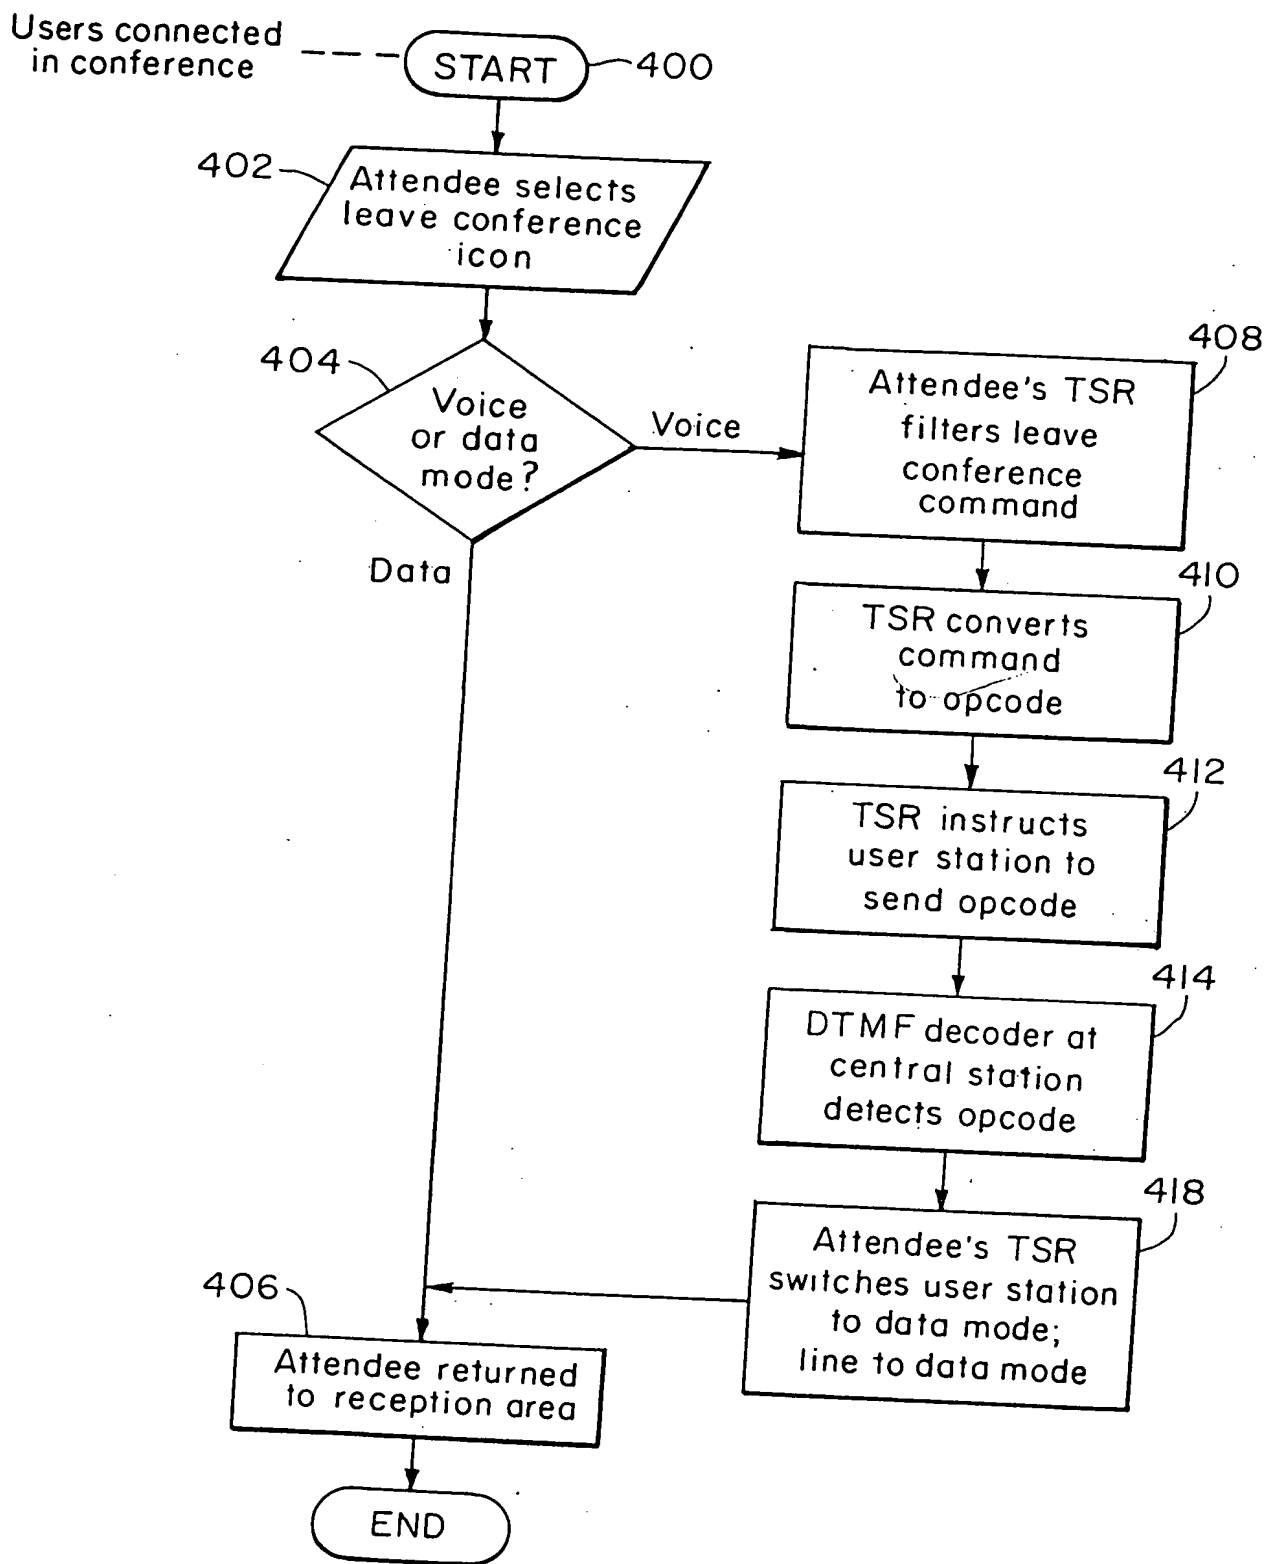 Users connected
in conference
START
400
402
Attendee selects
leave conference
icon
404
Voice
or data
mode?
Voice
Data
408
Attendee's TSR
filters leave
conference
command
410
TSR converts
command
to opcode
412
TSR instructs
user station to
send opcode
414
DTMF decoder at
central station
detects opcode
418
Attendee's TSR
switches user station
to data mode;
line to data mode
406
Attendee returned
to reception area
END